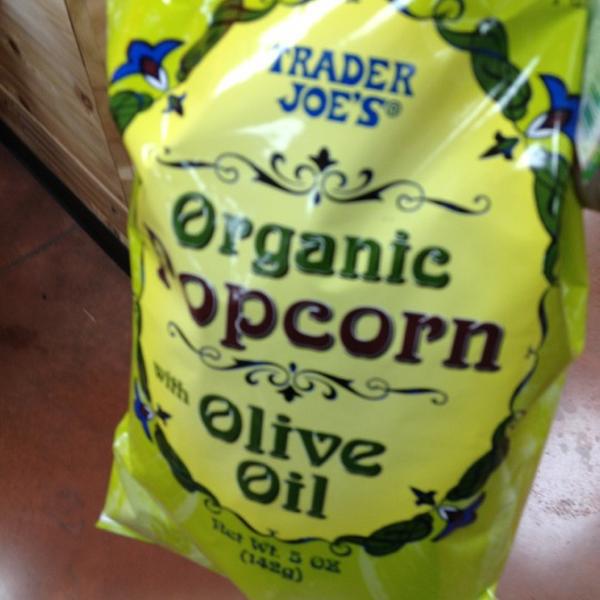 TRADER
JOE'S®
Organic
Popcorn
with
Olive
Oil
Net Wt. 5 OZ
(142g)